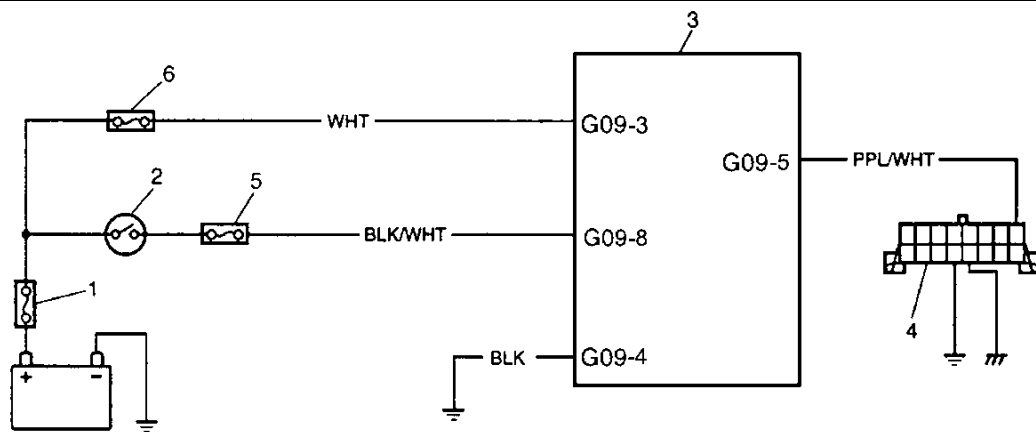 3
6
WHT
G09-3
G09-5
PPL/WHT
2
5
BLK/WHT
G09-8
1
4
BLK
G09-4
+
-